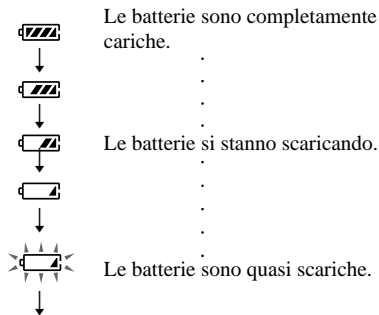 Le batterie sono completamente
cariche.
Le batterie si stanno scaricando.
Le batterie sono quasi scariche.